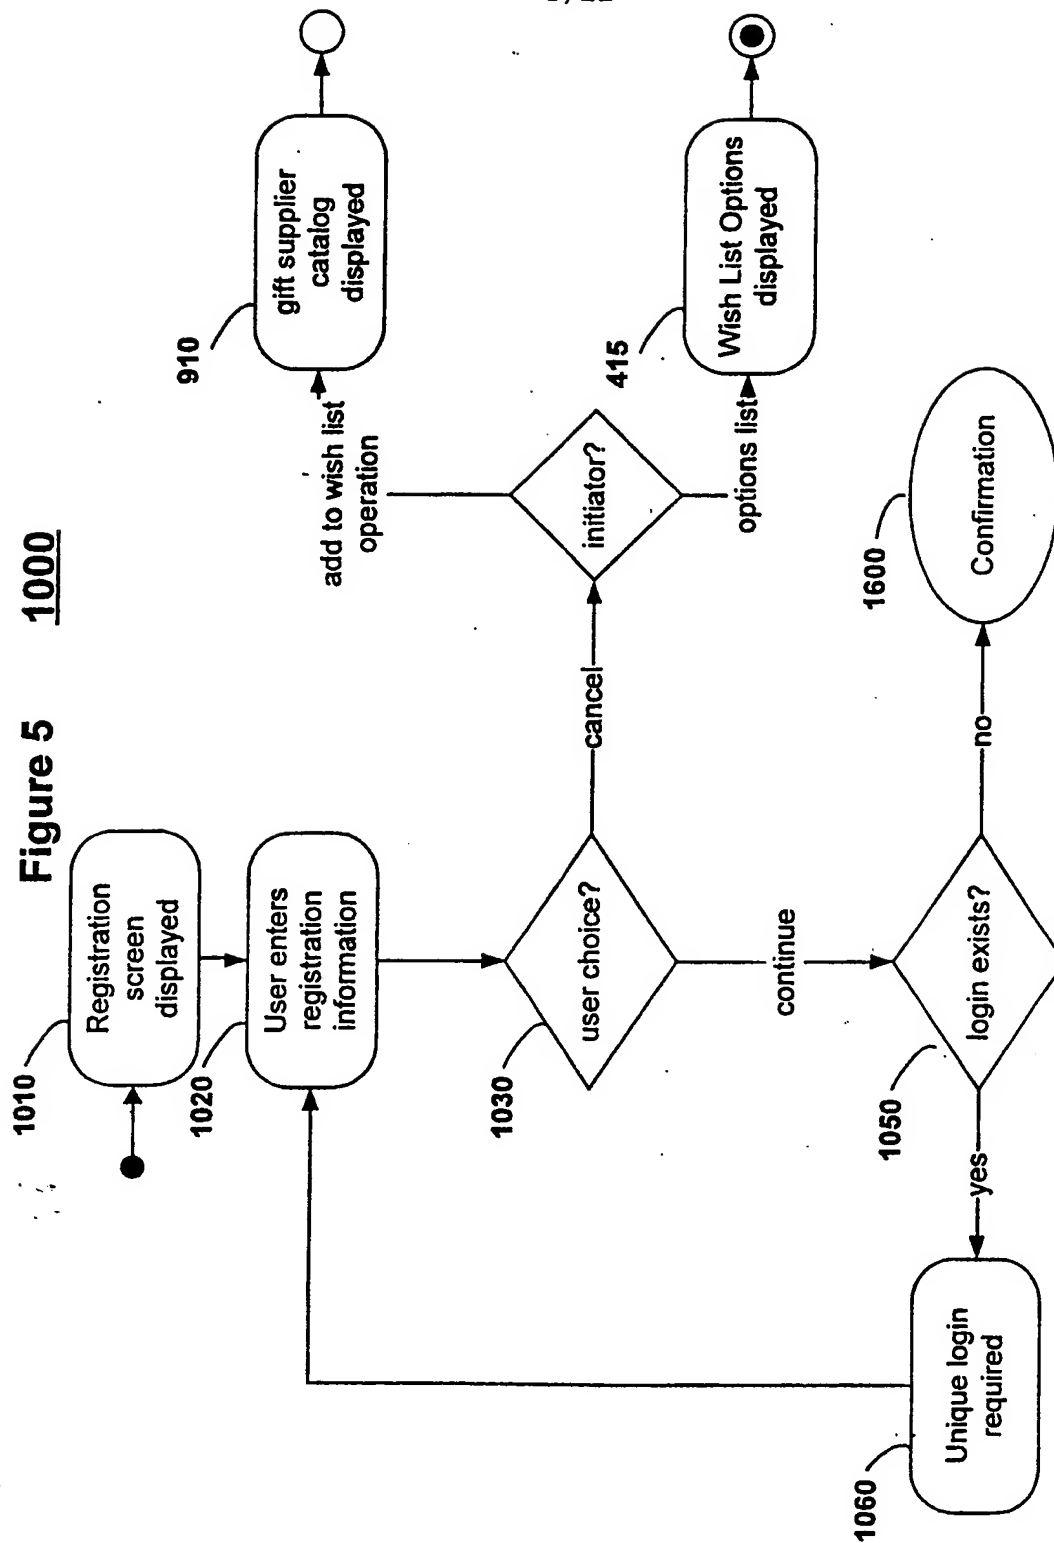 Figure 5
1000
1010
Registration
screen
displayed
1020
User enters
registration
information
1030
user choice?
cancel
initiator?
add to wish list
operation
910
gift supplier
catalog
displayed
options list
415
Wish List Options
displayed
continue
1050
login exists?
no
1600
Confirmation
yes
1060
Unique login
required